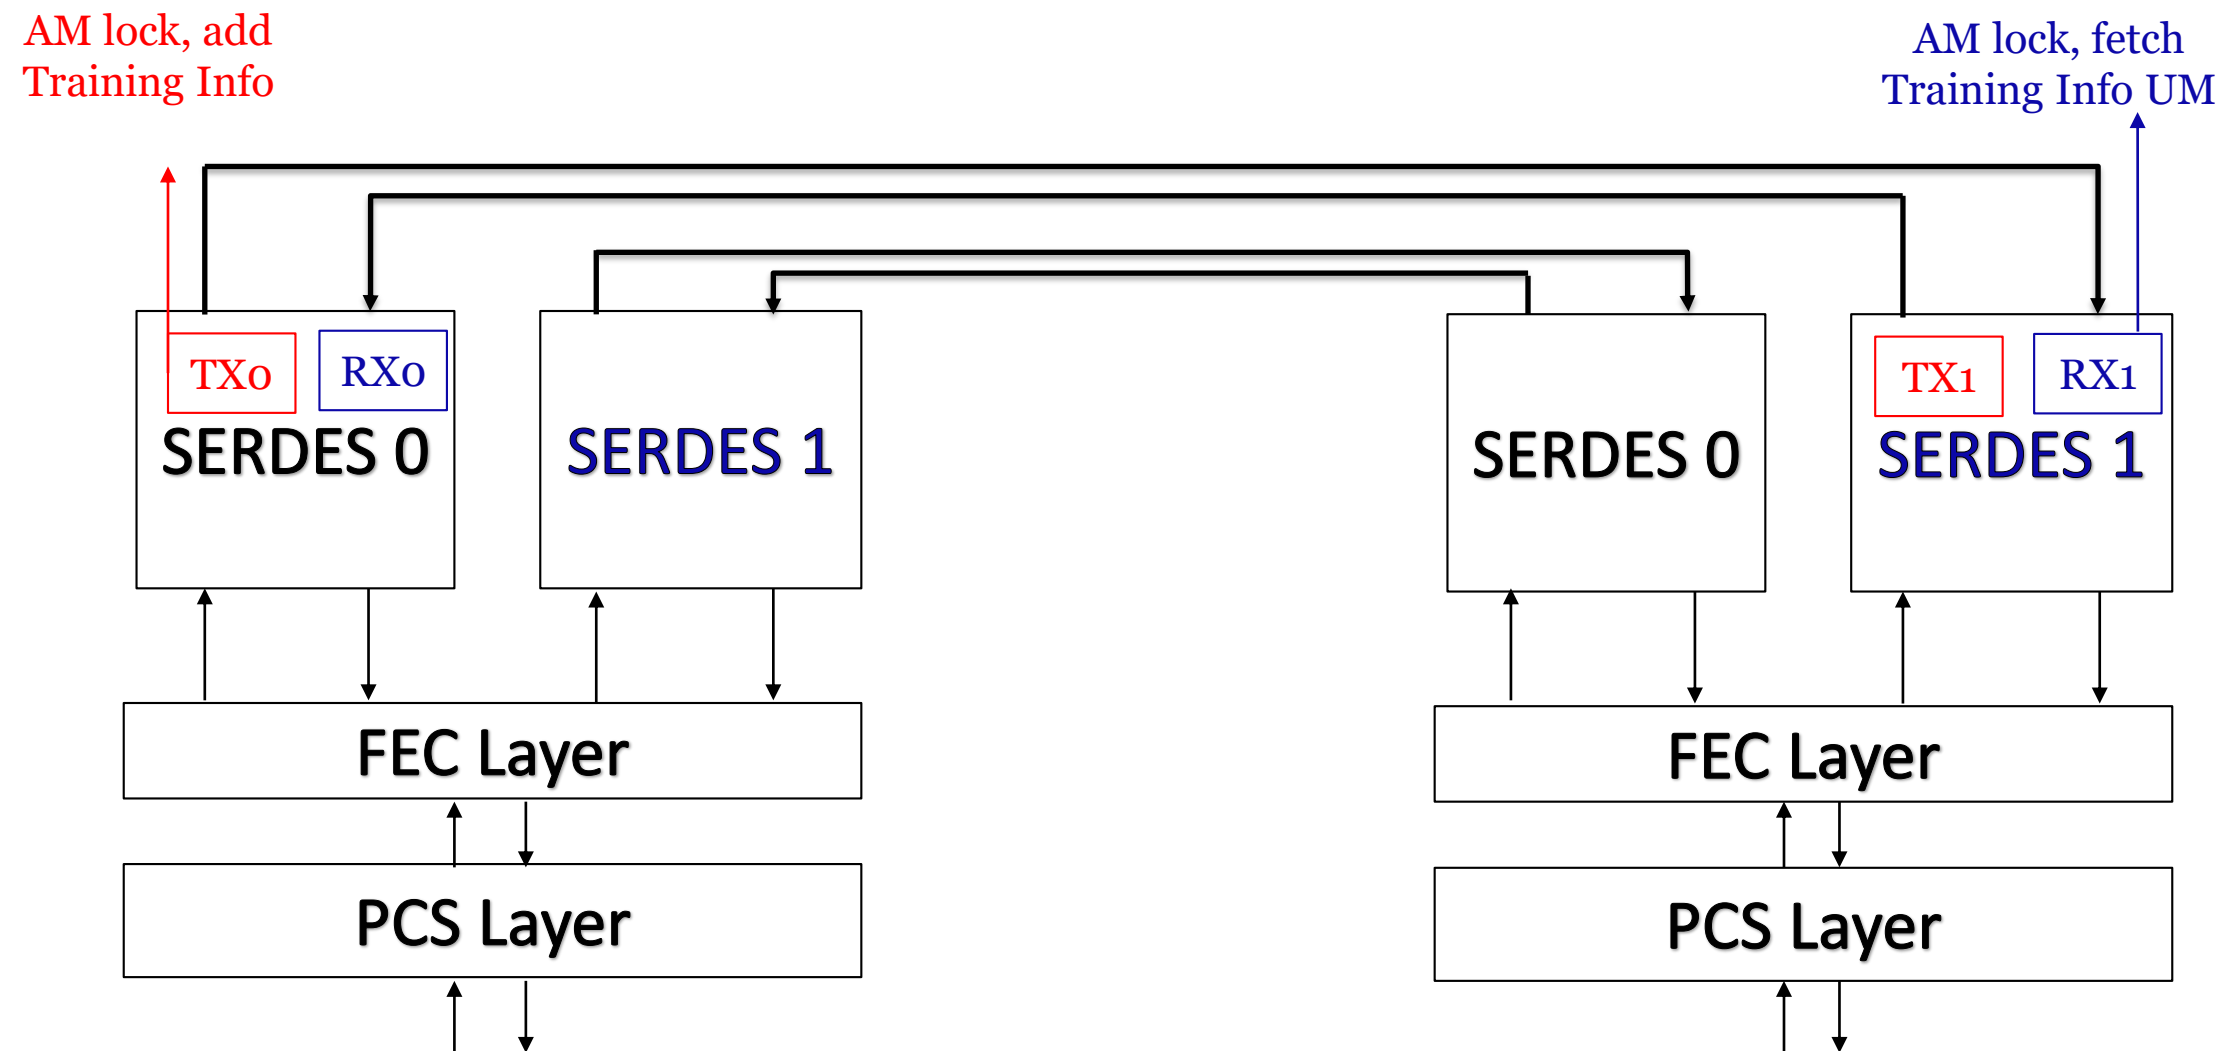 AM lock, add
Training Info
AM lock, fetch
Training Info UM
TX0
RX0
SERDES 0
SERDES 1
SERDES 0
TX1
RX1
SERDES 1
FEC Layer
FEC Layer
PCS Layer
PCS Layer